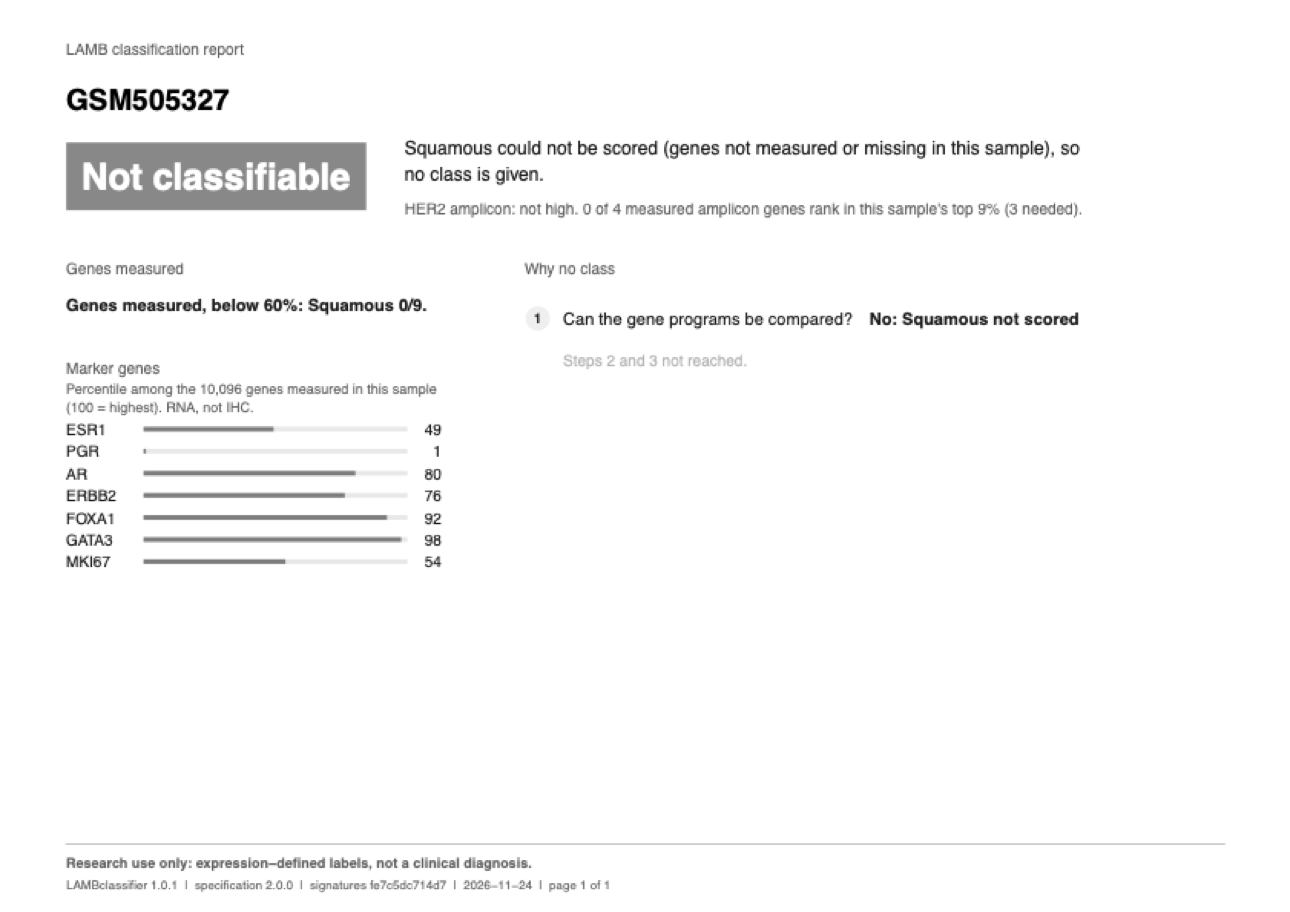 LAMB classification report
GSM505327
Not classifiable
Squamous could not be scored (genes not measured or missing in this sample), so
no class is given.
HER2 amplicon: not high. 0 of 4 measured amplicon genes rank in this sample's top 9% (3 needed).
Genes measured
Genes measured, below 60%: Squamous 0/9.
Marker genes
Percentile among the 10,096 genes measured in this sample
(100 = highest). RNA, not IHC.
ESR1 49
PGR 1
AR 80
ERBB2 76
FOXA1 92
GATA3 98
MKI67 54
Why no class
1 Can the gene programs be compared? No: Squamous not scored
Steps 2 and 3 not reached.
Research use only: expression–defined labels, not a clinical diagnosis.
LAMBclassifier 1.0.1 | specification 2.0.0 | signatures fe7c5dc714d7 | 2026–11–24 | page 1 of 1